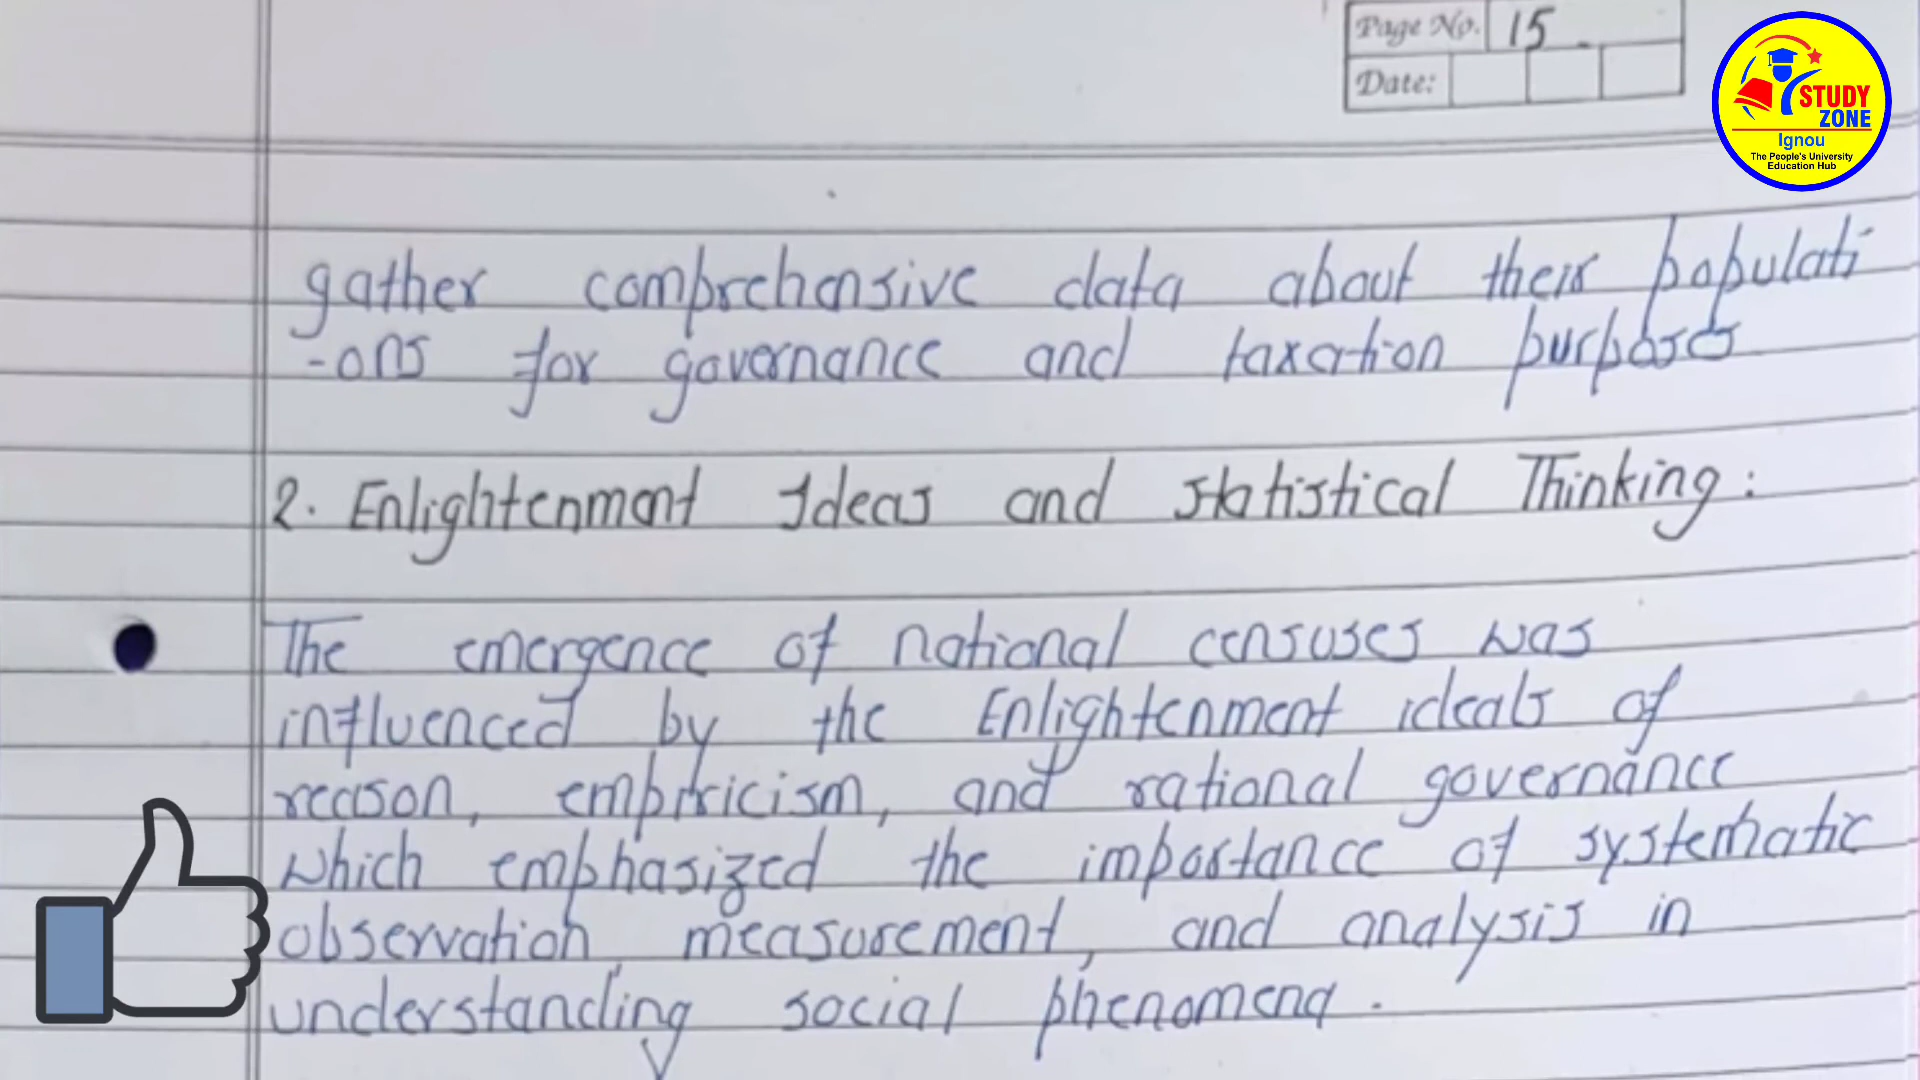 Page No. 15
Date:
STUDY
ZONE
Ignou
The People's University
Education Hub
gather comprehensive data about their populati
-ons for governance and taxation purposes
2. Enlightenment Ideas and Statistical Thinking:
The emergence of national censuses was
influenced by the Enlightenment ideals of
reason, empiricism, and rational governance
which emphasized the importance of systematic
observation, measurement, and analysis in
understanding social phenomena.